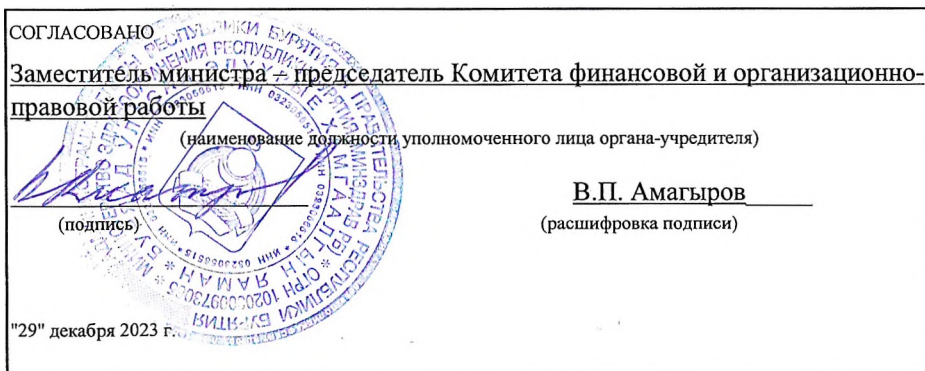 СОГЛАСОВАНО
Заместитель министра – председатель Комитета финансовой и организационно-
правовой работы
(наименование должности уполномоченного лица органа-учредителя)
В.П. Амагыров
(подпись)
(расшифровка подписи)
"29" декабря 2023 г.